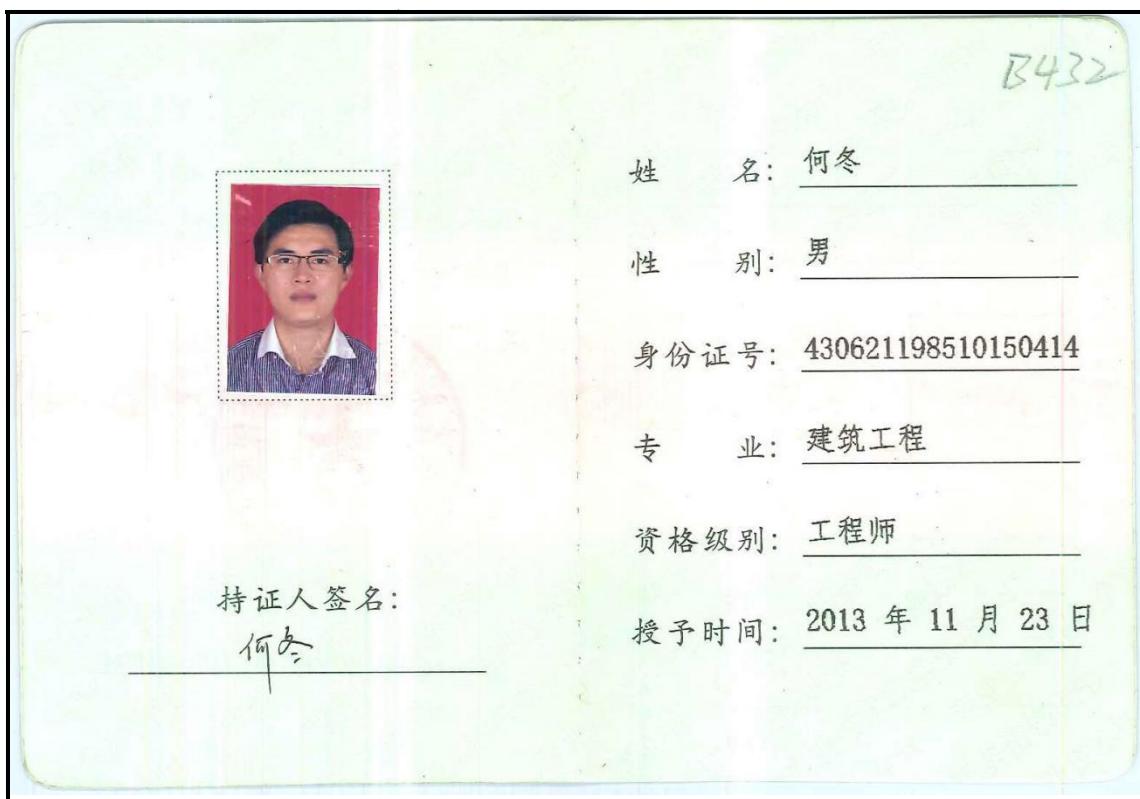 B432
姓 名: 何冬
性 别: 男
身份证号: 430621198510150414
专 业: 建筑工程
资格级别: 工程师
授予时间: 2013 年 11 月 23 日
持证人签名:
何冬